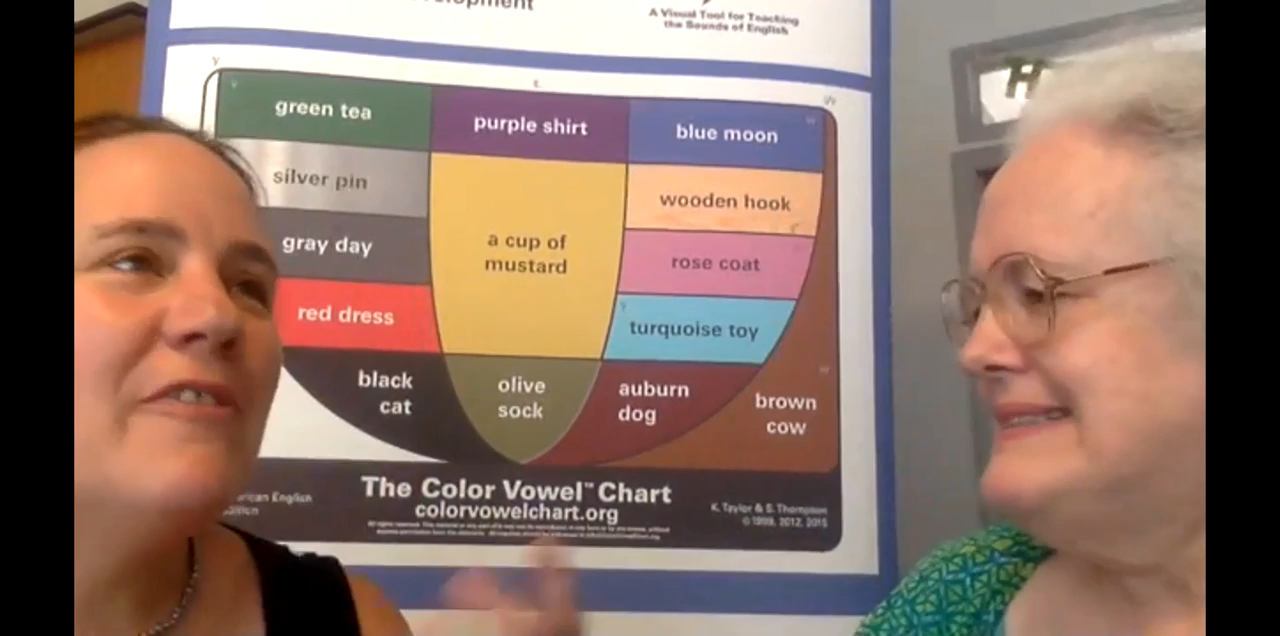 A Visual Tool for Teaching
the Sounds of English
green tea
purple shirt
blue moon
silver pin
wooden hook
gray day
a cup of
mustard
rose coat
red dress
turquoise toy
black
cat
olive
sock
auburn
dog
brown
cow
The Color Vowel™ Chart
colorvowelchart.org
English
K. Taylor & S. Thompson
© 1999, 2012, 2015